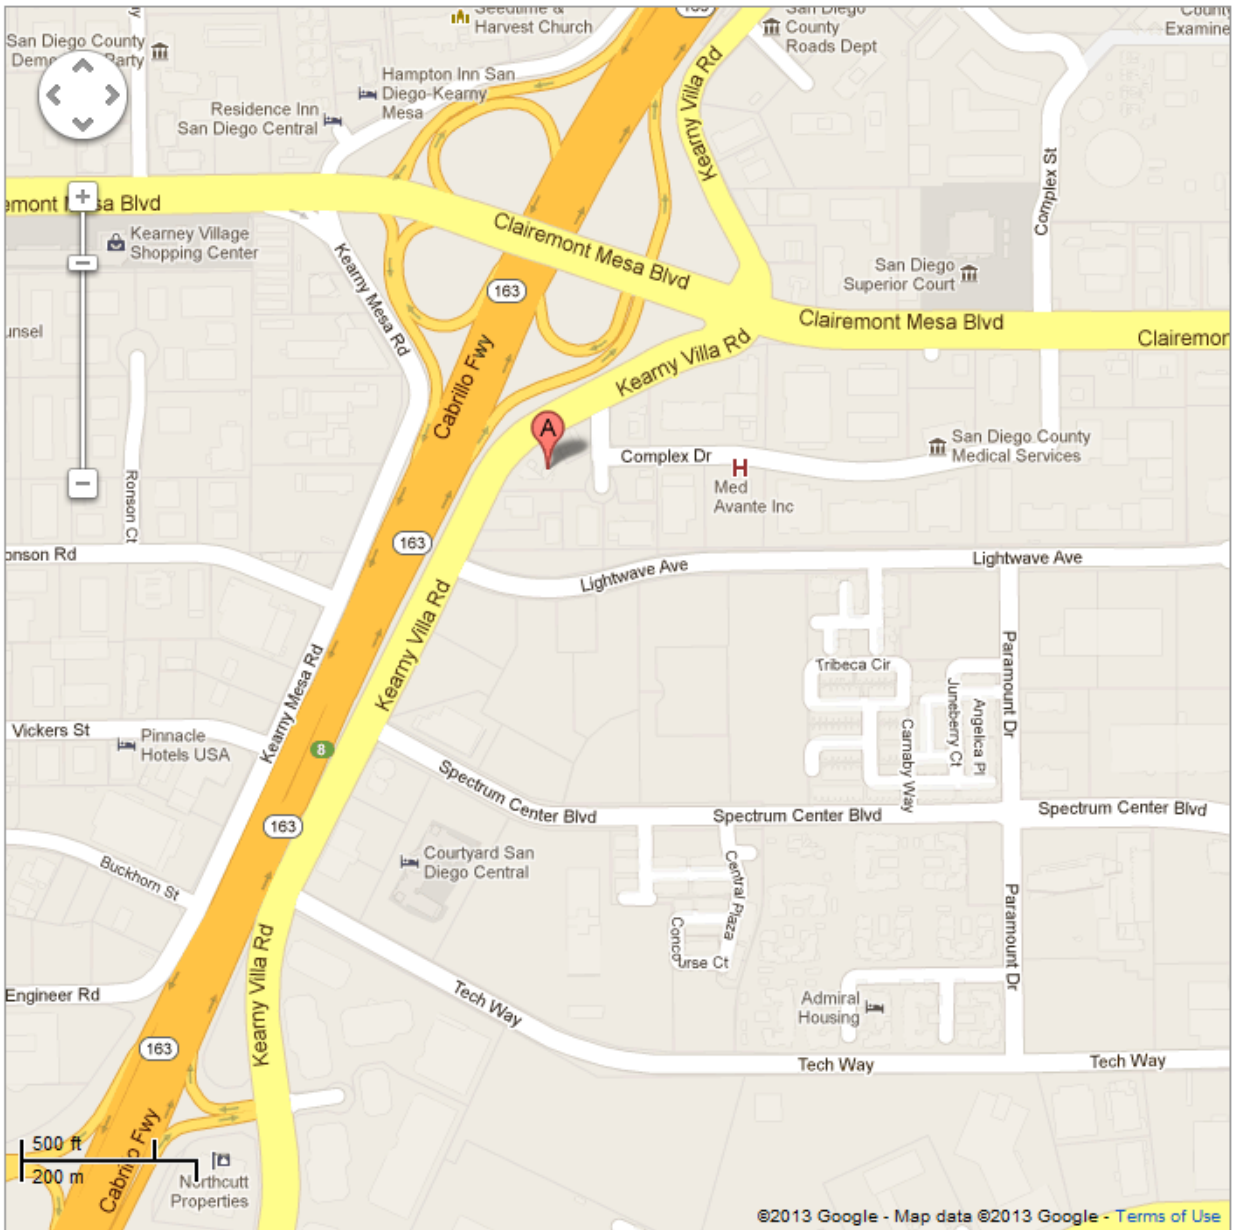 163
Seedtime &
Harvest Church
San Diego
County
Roads Dept
County
Examine
San Diego County
Party
Hampton Inn San
Diego-Kearny
Mesa
Residence Inn
San Diego Central
Kearny Villa Rd
Complex St
emont
sa Blvd
Kearney Village
Shopping Center
Clairemont Mesa Blvd
Kearny Mesa Rd
163
San Diego
Superior Court
unsel
Clairemont Mesa Blvd
Clairemor
Kearny Villa Rd
Cabrillo Fwy
A
Complex Dr
San Diego County
Medical Services
H
Med
Avante Inc
Ronson Ct
163
onson Rd
Lightwave Ave
Lightwave Ave
Kearny Villa Rd
Kearny Mesa Rd
Tribeca Cir
Paramount Dr
Juneberry Ct
Angelica Pl
Carnaby Way
Vickers St
Pinnacle
Hotels USA
8
Spectrum Center Blvd
Spectrum Center Blvd
Spectrum Center Blvd
163
Courtyard San
Diego Central
Buckhorn St
Central Plaza
Concourse Ct
Paramount Dr
Kearny Villa Rd
Engineer Rd
Tech Way
Admiral
Housing
163
Tech Way
Tech Way
Cabrillo Fwy
500 ft
200 m
Northcutt
Properties
©2013 Google - Map data ©2013 Google - Terms of Use